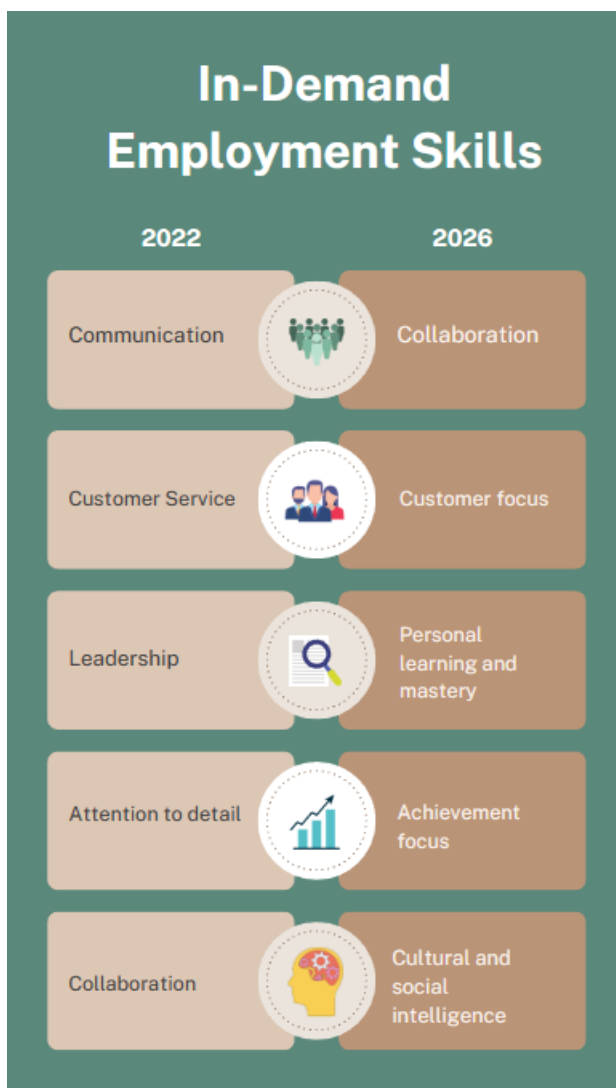 In-Demand
Employment Skills
2022
2026
Communication
Collaboration
Customer Service
Customer focus
Leadership
Personal
learning and
mastery
Attention to detail
Achievement
focus
Collaboration
Cultural and
social
intelligence